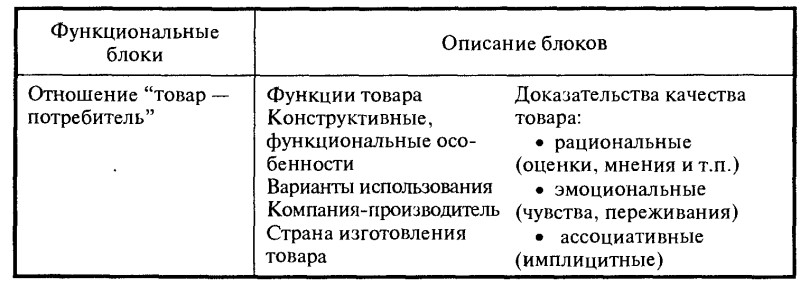 Функциональные
блоки
Описание блоков
Отношение “товар —
потребитель”
Функции товара
Конструктивные,
функциональные осо-
бенности
Варианты использования
Компания-производитель
Страна изготовления
товара
Доказательства качества
товара:
• рациональные
(оценки, мнения и т.п.)
• эмоциональные
(чувства, переживания)
• ассоциативные
(имплицитные)